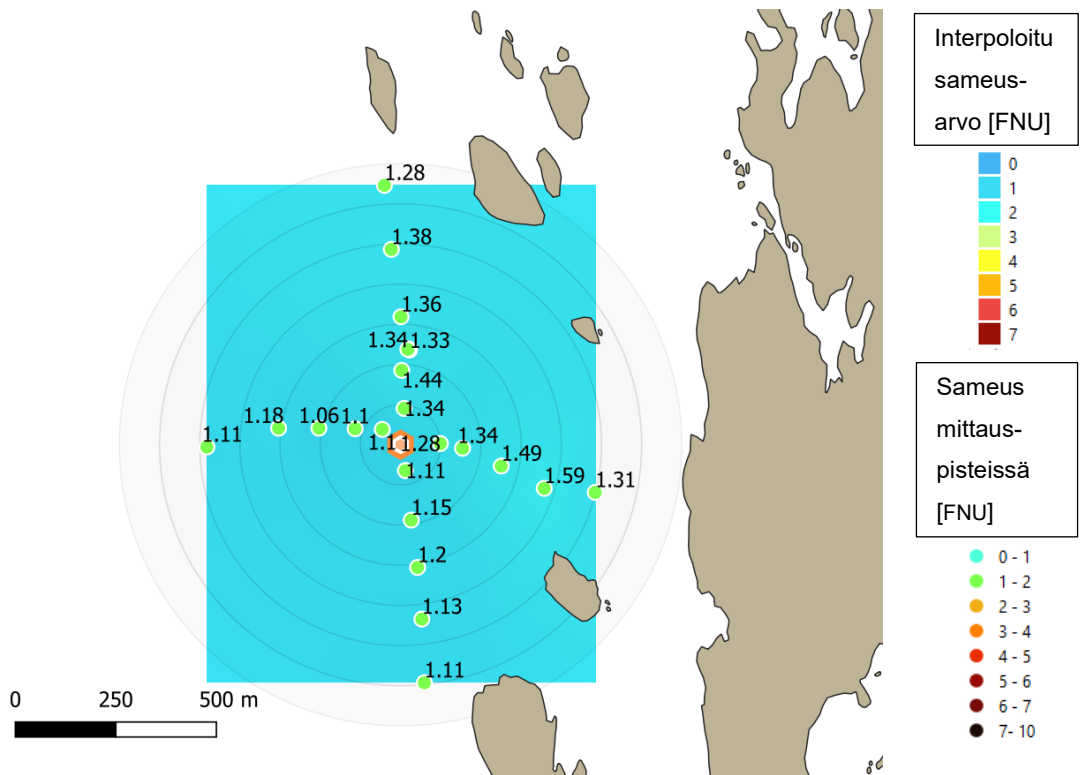 1.28
1.38
1.36
1.34 1.33
1.44
1.34
1.18 1.06 1.1
1.11 1.11 1.28 1.34
1.11
1.49
1.59 1.31
1.15
1.2
1.13
1.11
0 250 500 m
Interpoloitu
sameus-
arvo [FNU]
0
1
2
3
4
5
6
7
Sameus
mittaus-
pisteissä
[FNU]
0 - 1
1 - 2
2 - 3
3 - 4
4 - 5
5 - 6
6 - 7
7- 10